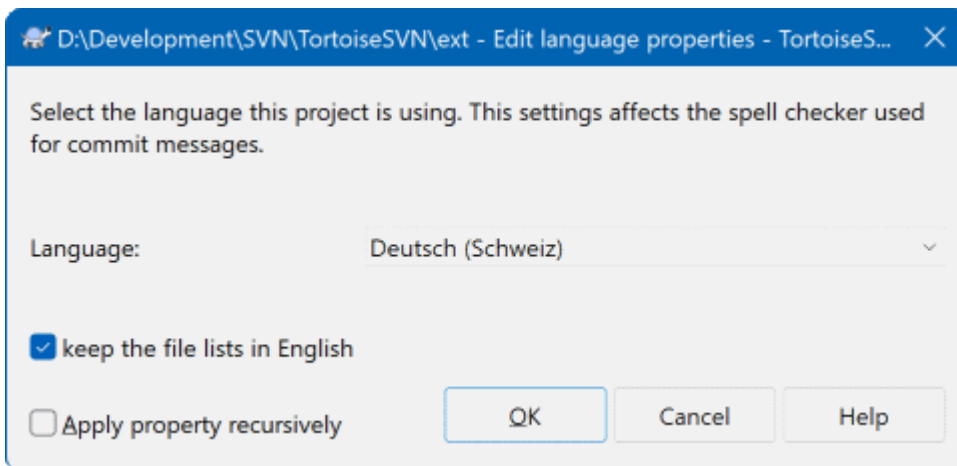 D:\Development\SVN\TortoiseSVN\ext - Edit language properties - TortoiseS...
Select the language this project is using. This settings affects the spell checker used
for commit messages.
Language: Deutsch (Schweiz)
keep the file lists in English
Apply property recursively OK Cancel Help